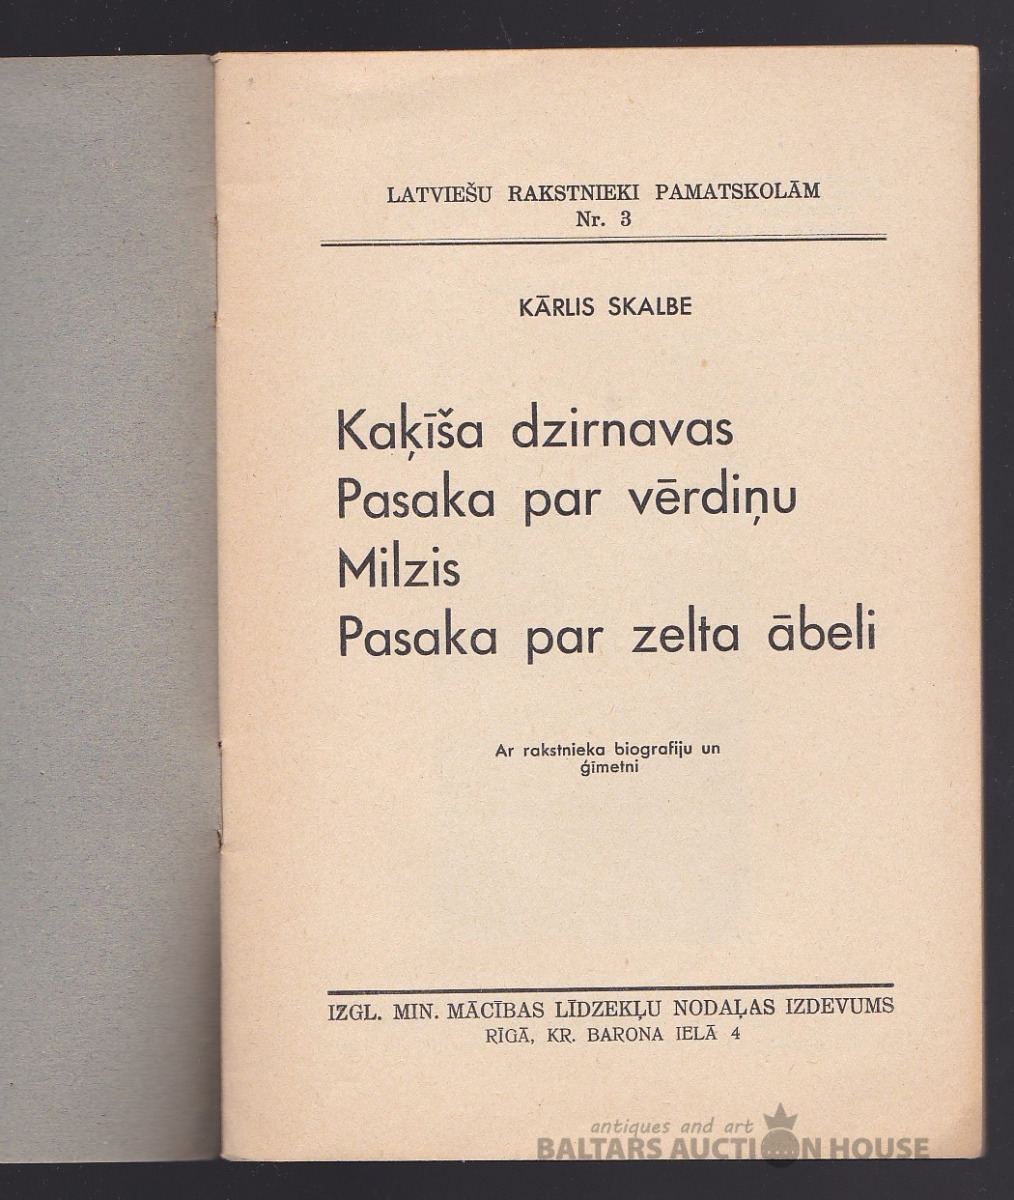 LATVIEŠU RAKSTNIEKI PAMATSKOLĀM
Nr. 3
KĀRLIS SKALBE
Kaķīša dzirnavas
Pasaka par vērdiņu
Milzis
Pasaka par zelta ābeli
Ar rakstnieka biografiju un
ģīmetni
IZGL. MIN. MĀCĪBAS LĪDZEKĻU NODAĻAS IZDEVUMS
RĪGĀ, KR. BARONA IELĀ 4
antiques and art
BALTARS AUCTION HOUSE